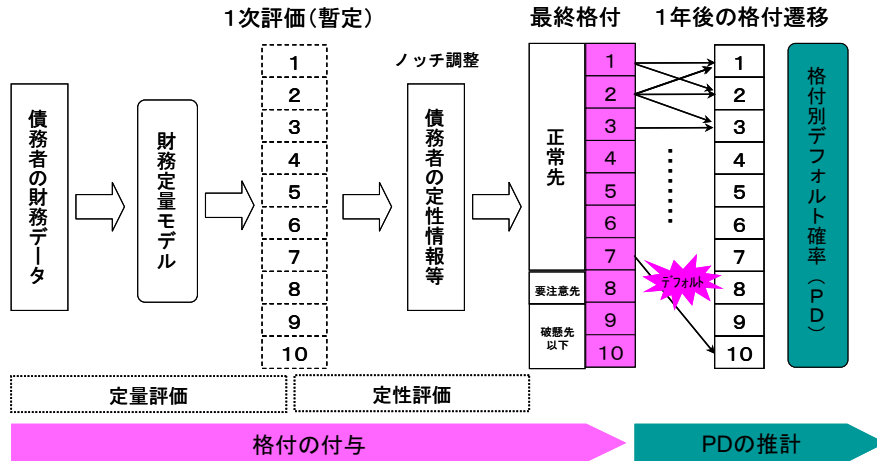 1次評価(暫定)
最終格付
1年後の格付遷移
ノッチ調整
債務者の財務データ
財務定量モデル
1
2
3
4
5
6
7
8
9
10
債務者の定性情報等
正常先
要注意先
破懸先
以下
1
2
3
4
5
6
7
8
9
10
デフォルト
1
2
3
4
5
6
7
8
9
10
格付別デフォルト確率(PD)
定量評価
定性評価
格付の付与
PDの推計